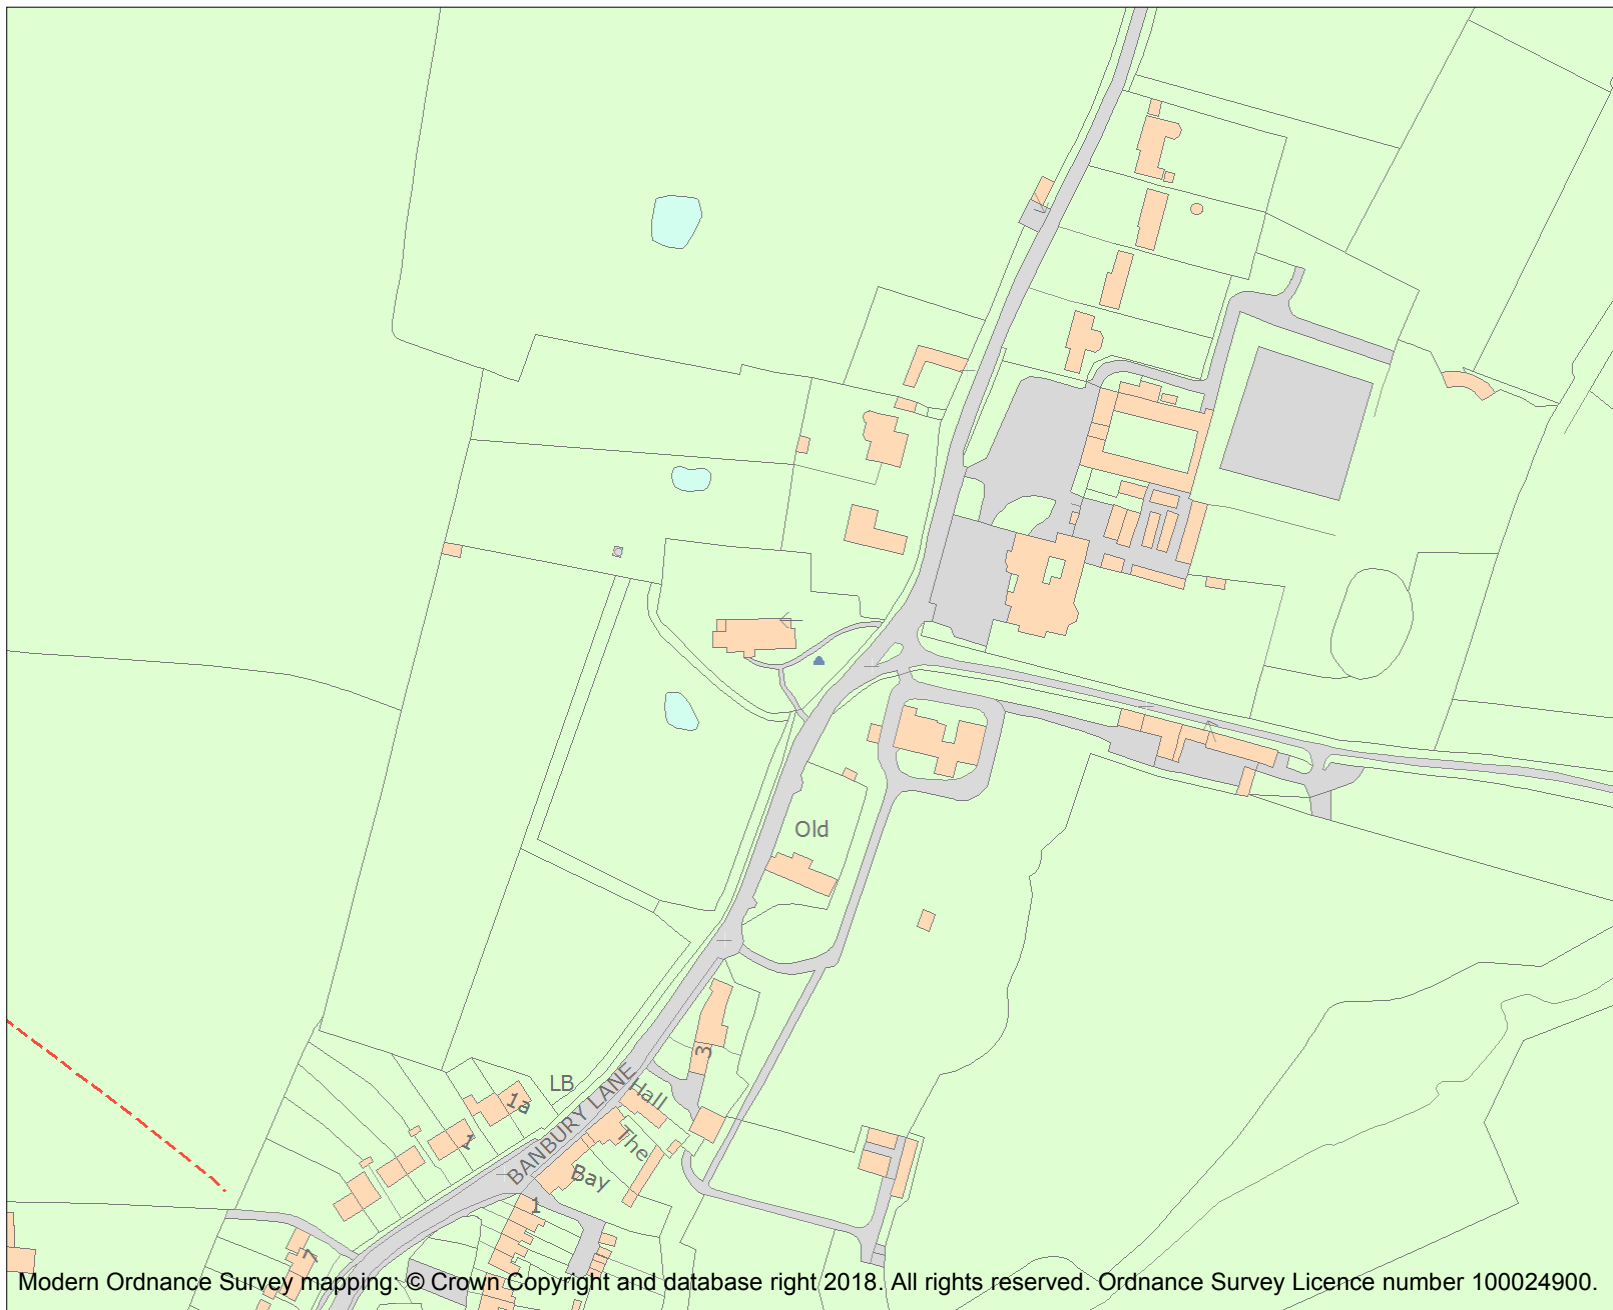 Old
3
LB
BANBURY LANE
Hall
1a
The
1
Bay
1
7
Modern Ordnance Survey mapping: © Crown Copyright and database right 2018. All rights reserved. Ordnance Survey Licence number 100024900.